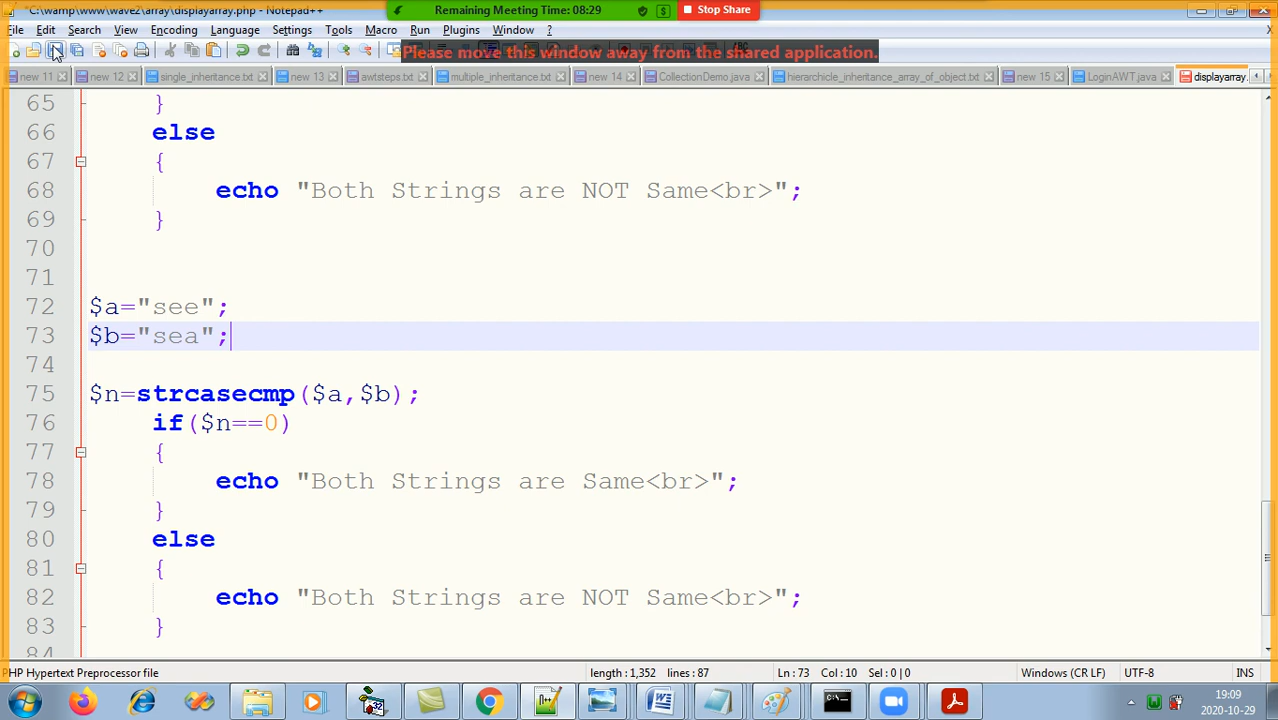 *C:\wamp\www\wave2\array\displayarray.php - Notepad++
Remaining Meeting Time: 08:29
Stop Share
File Edit Search View Encoding Language Settings Tools Macro Run Plugins Window ?
Please move this window away from the shared application.
new 11 new 12 single_inheritance.txt new 13 awtsteps.txt multiple_inheritance.txt new 14 CollectionDemo.java hierarchicle_inheritance_array_of_object.txt new 15 LoginAWT.java displayarray.
65 }
66 else
67 {
68 echo "Both Strings are NOT Same<br>";
69 }
70
71
72 $a="see";
73 $b="sea";
74
75 $n=strcasecmp($a,$b);
76 if($n==0)
77 {
78 echo "Both Strings are Same<br>";
79 }
80 else
81 {
82 echo "Both Strings are NOT Same<br>";
83 }
84
PHP Hypertext Preprocessor file length : 1,352 lines : 87 Ln : 73 Col : 10 Sel : 0 | 0 Windows (CR LF) UTF-8 INS
19:09
2020-10-29